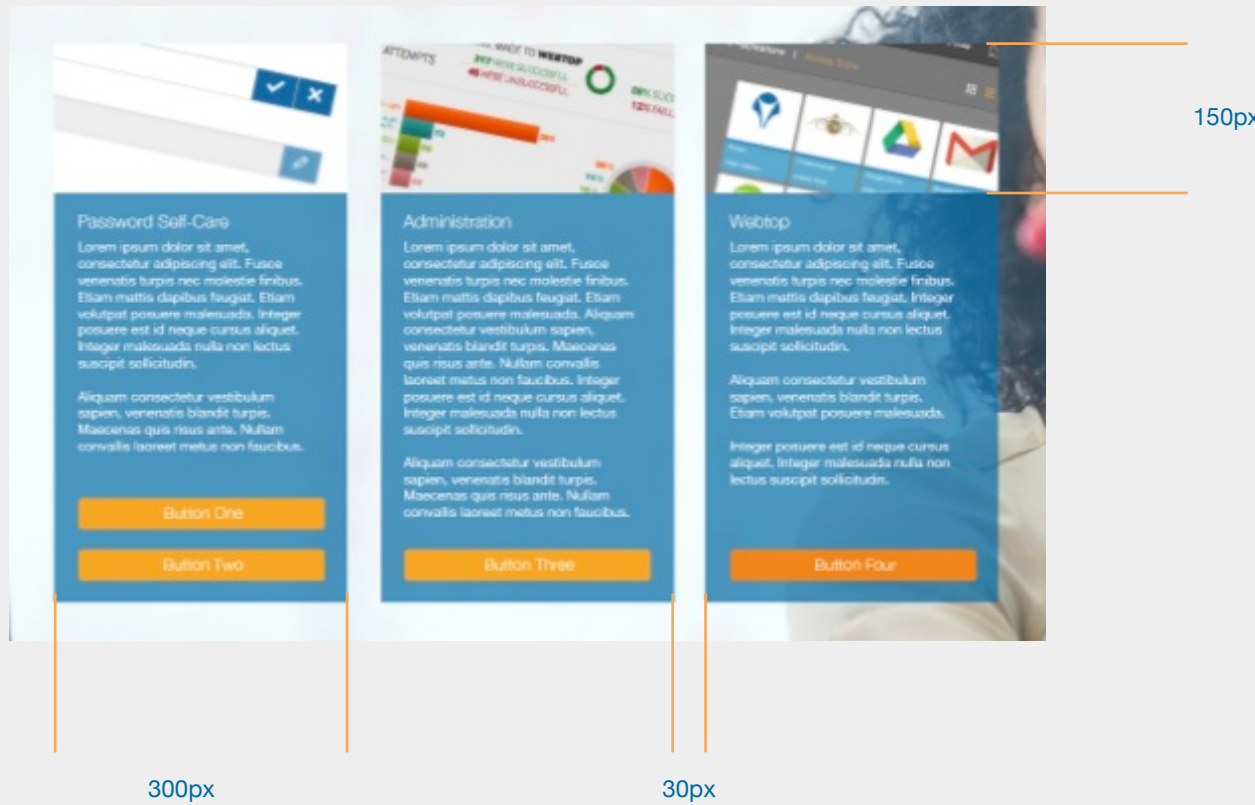 ATTEMPTS
MADE TO WEBTOP
217 WERE SUCCESSFUL
WERE UNSUCCESSFUL
150px
Password Self-Care
Lorem ipsum dolor sit amet,
consectetur adipiscing elit. Fusce
venenatis turpis nec molestie finibus.
Etiam mattis dapibus feugiat. Etiam
volutpat posuere malesuada. Integer
posuere est id neque cursus aliquet.
Integer malesuada nulla non lectus
suscipit sollicitudin.
Aliquam consectetur vestibulum
sapien, venenatis blandit turpis.
Maecenas quis risus ante. Nullam
convallis laoreet metus non faucibus.
Button One
Button Two
Administration
Lorem ipsum dolor sit amet,
consectetur adipiscing elit. Fusce
venenatis turpis nec molestie finibus.
Etiam mattis dapibus feugiat. Etiam
volutpat posuere malesuada. Aliquam
consectetur vestibulum sapien,
venenatis blandit turpis. Maecenas
quis risus ante. Nullam convallis
laoreet metus non faucibus. Integer
posuere est id neque cursus aliquet.
Integer malesuada nulla non lectus
suscipit sollicitudin.
Aliquam consectetur vestibulum
sapien, venenatis blandit turpis.
Maecenas quis risus ante. Nullam
convallis laoreet metus non faucibus.
Button Three
Webtop
Lorem ipsum dolor sit amet,
consectetur adipiscing elit. Fusce
venenatis turpis nec molestie finibus.
Etiam mattis dapibus feugiat. Integer
posuere est id neque cursus aliquet.
Integer malesuada nulla non lectus
suscipit sollicitudin.
Aliquam consectetur vestibulum
sapien, venenatis blandit turpis.
Etiam volutpat posuere malesuada.
Integer posuere est id neque cursus
aliquet. Integer malesuada nulla non
lectus suscipit sollicitudin.
Button Four
300px
30px